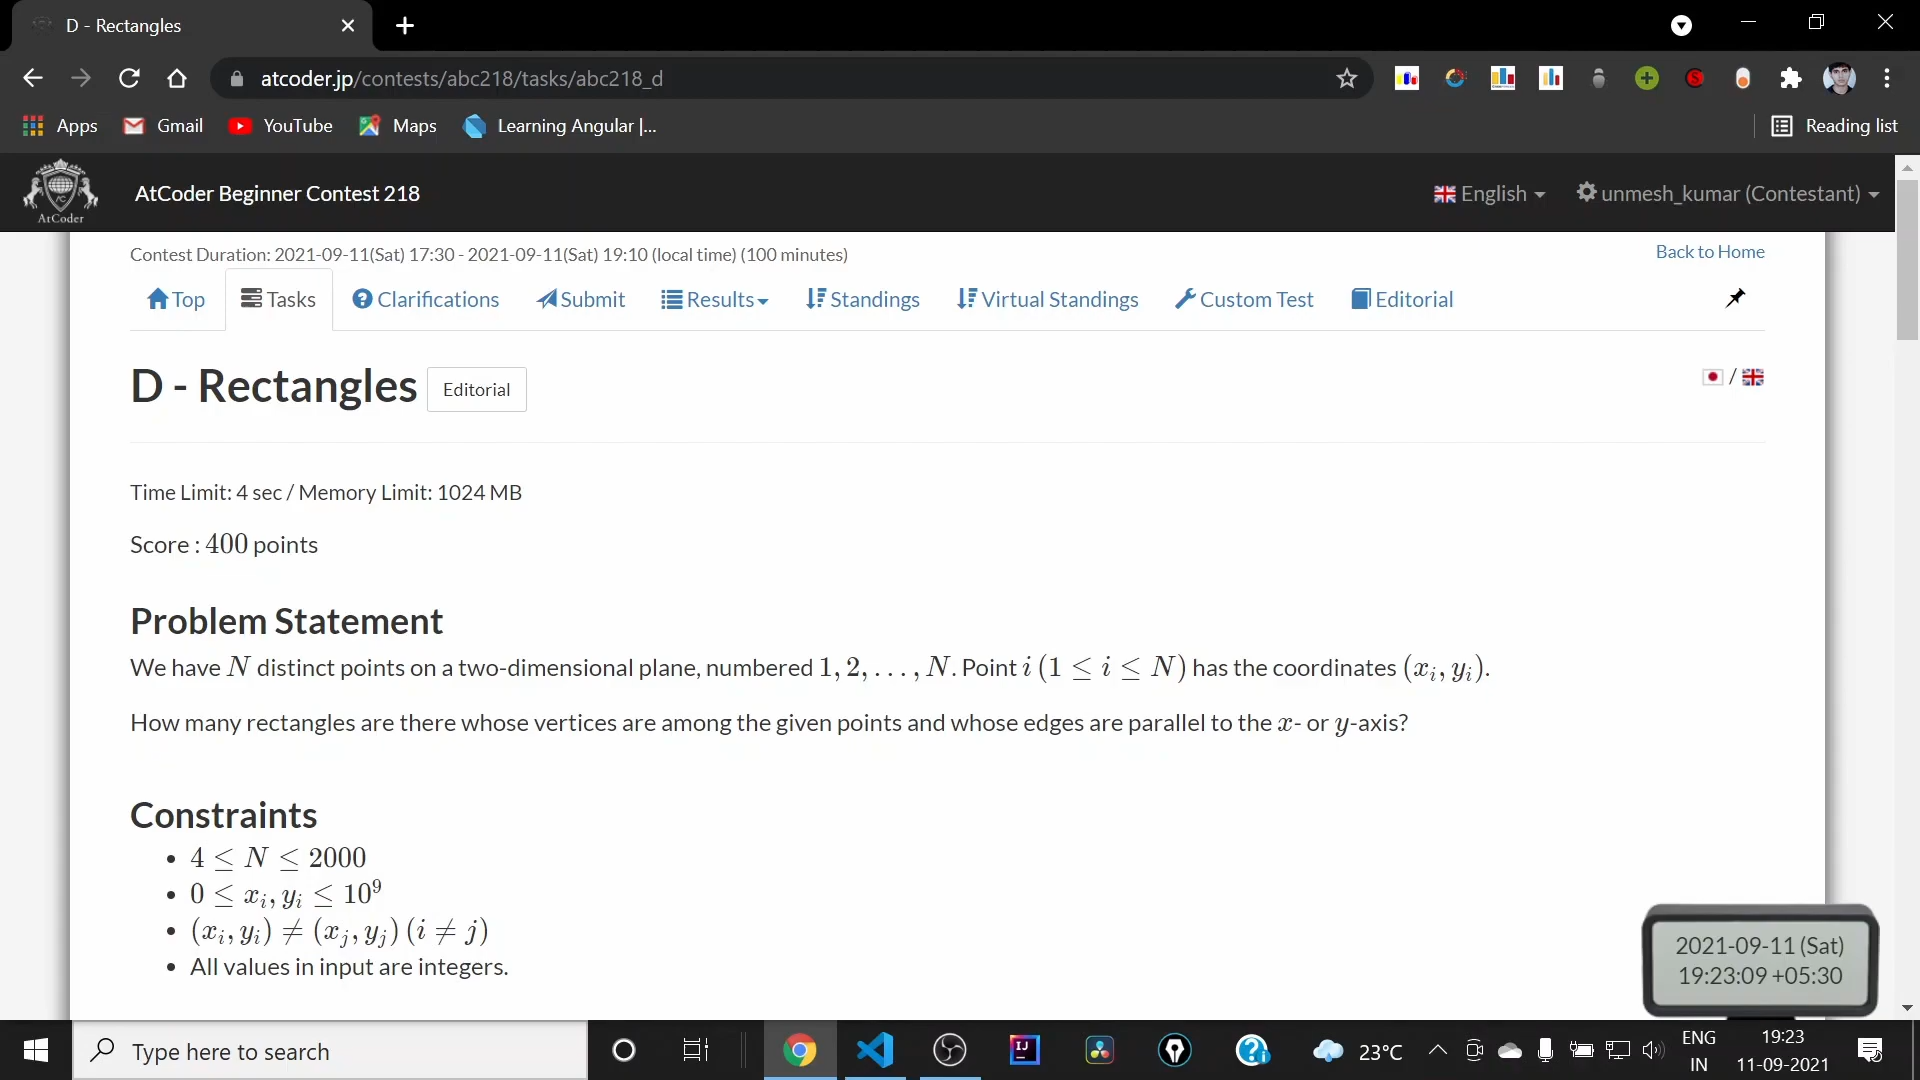 D - Rectangles
atcoder.jp/contests/abc218/tasks/abc218_d
Apps
Gmail
YouTube
Maps
Learning Angular |...
Reading list
AtCoder
AtCoder Beginner Contest 218
English
unmesh_kumar (Contestant)
Contest Duration: 2021-09-11(Sat) 17:30 - 2021-09-11(Sat) 19:10 (local time) (100 minutes)
Back to Home
Top
Tasks
Clarifications
Submit
Results
Standings
Virtual Standings
Custom Test
Editorial
D - Rectangles
Editorial
/
Time Limit: 4 sec / Memory Limit: 1024 MB
Score : 400 points
Problem Statement
We have N distinct points on a two-dimensional plane, numbered 1, 2, . . . , N. Point i (1 ≤ i ≤ N) has the coordinates (xᵢ, yᵢ).
How many rectangles are there whose vertices are among the given points and whose edges are parallel to the x- or y-axis?
Constraints
• 4 ≤ N ≤ 2000
• 0 ≤ xᵢ, yᵢ ≤ 10⁹
• (xᵢ, yᵢ) ≠ (xⱼ, yⱼ) (i ≠ j)
• All values in input are integers.
2021-09-11 (Sat)
19:23:09 +05:30
Type here to search
23°C
ENG
IN
19:23
11-09-2021